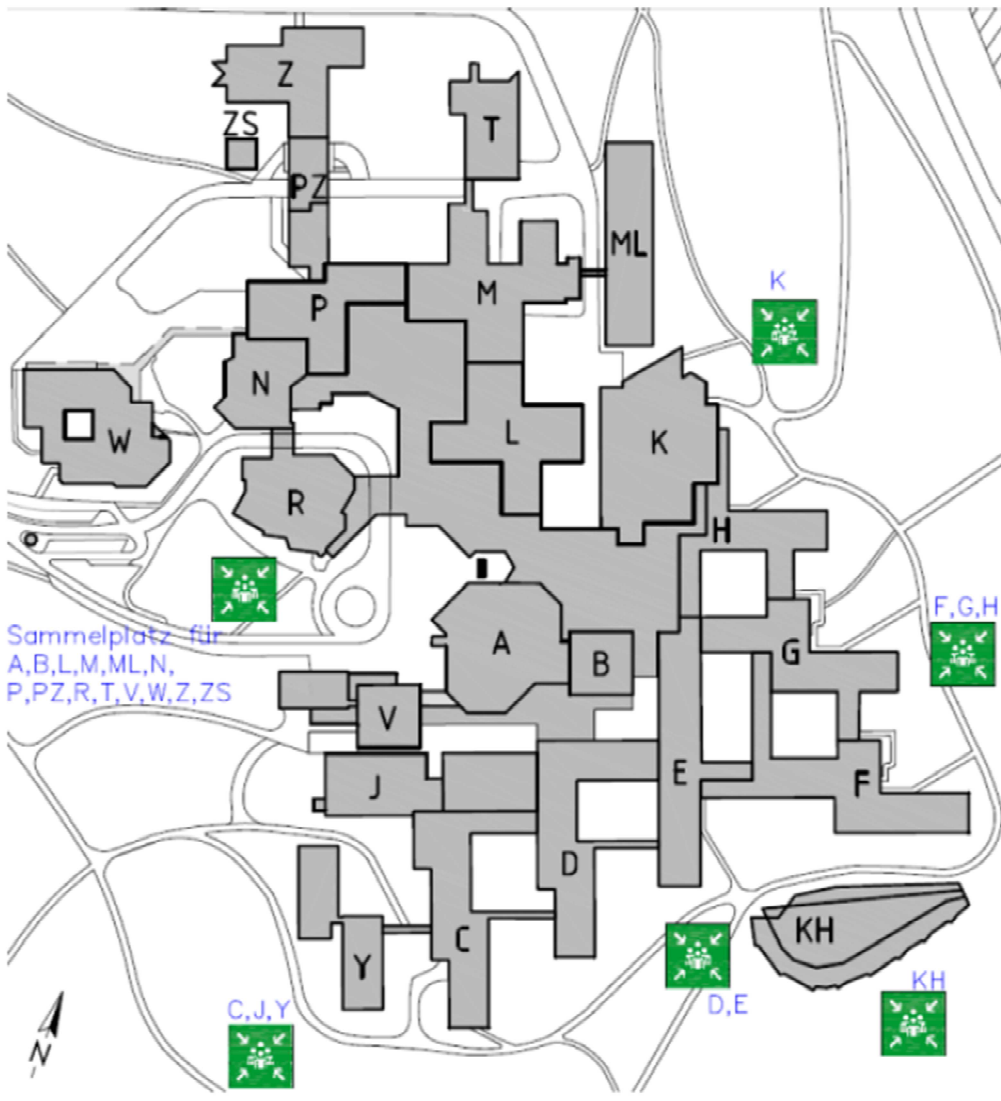 Z
ZS
T
PZ
ML
M
K
P
N
L
K
W
R
H
Sammelplatz für
A,B,L,M,ML,N,
P,PZ,R,T,V,W,Z,ZS
F,G,H
A
B
G
V
E
J
F
D
C
KH
Y
D,E
KH
C,J,Y
N